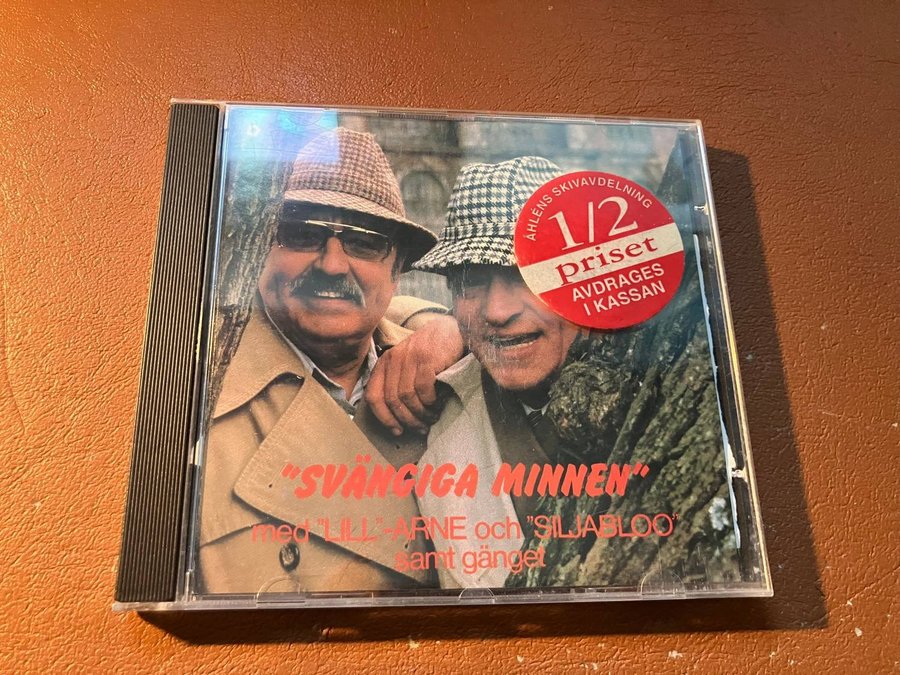 ÅHLÉNS SKIVAVDELNING
1/2
priset
AVDRAGES
I KASSAN
"SVÄNGIGA MINNEN"
med "LILL"-ARNE och "SILJABLOO"
samt gänget